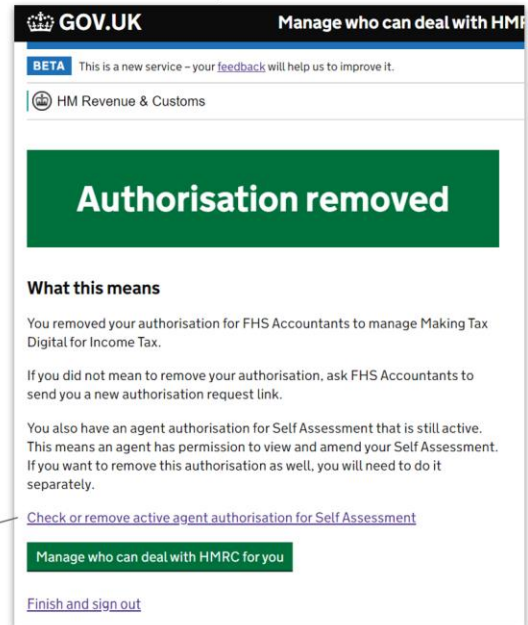 GOV.UK Manage who can deal with HMR
BETA This is a new service – your feedback will help us to improve it.
HM Revenue & Customs
Authorisation removed
What this means
You removed your authorisation for FHS Accountants to manage Making Tax
Digital for Income Tax.
If you did not mean to remove your authorisation, ask FHS Accountants to
send you a new authorisation request link.
You also have an agent authorisation for Self Assessment that is still active.
This means an agent has permission to view and amend your Self Assessment.
If you want to remove this authorisation as well, you will need to do it
separately.
Check or remove active agent authorisation for Self Assessment
Manage who can deal with HMRC for you
Finish and sign out